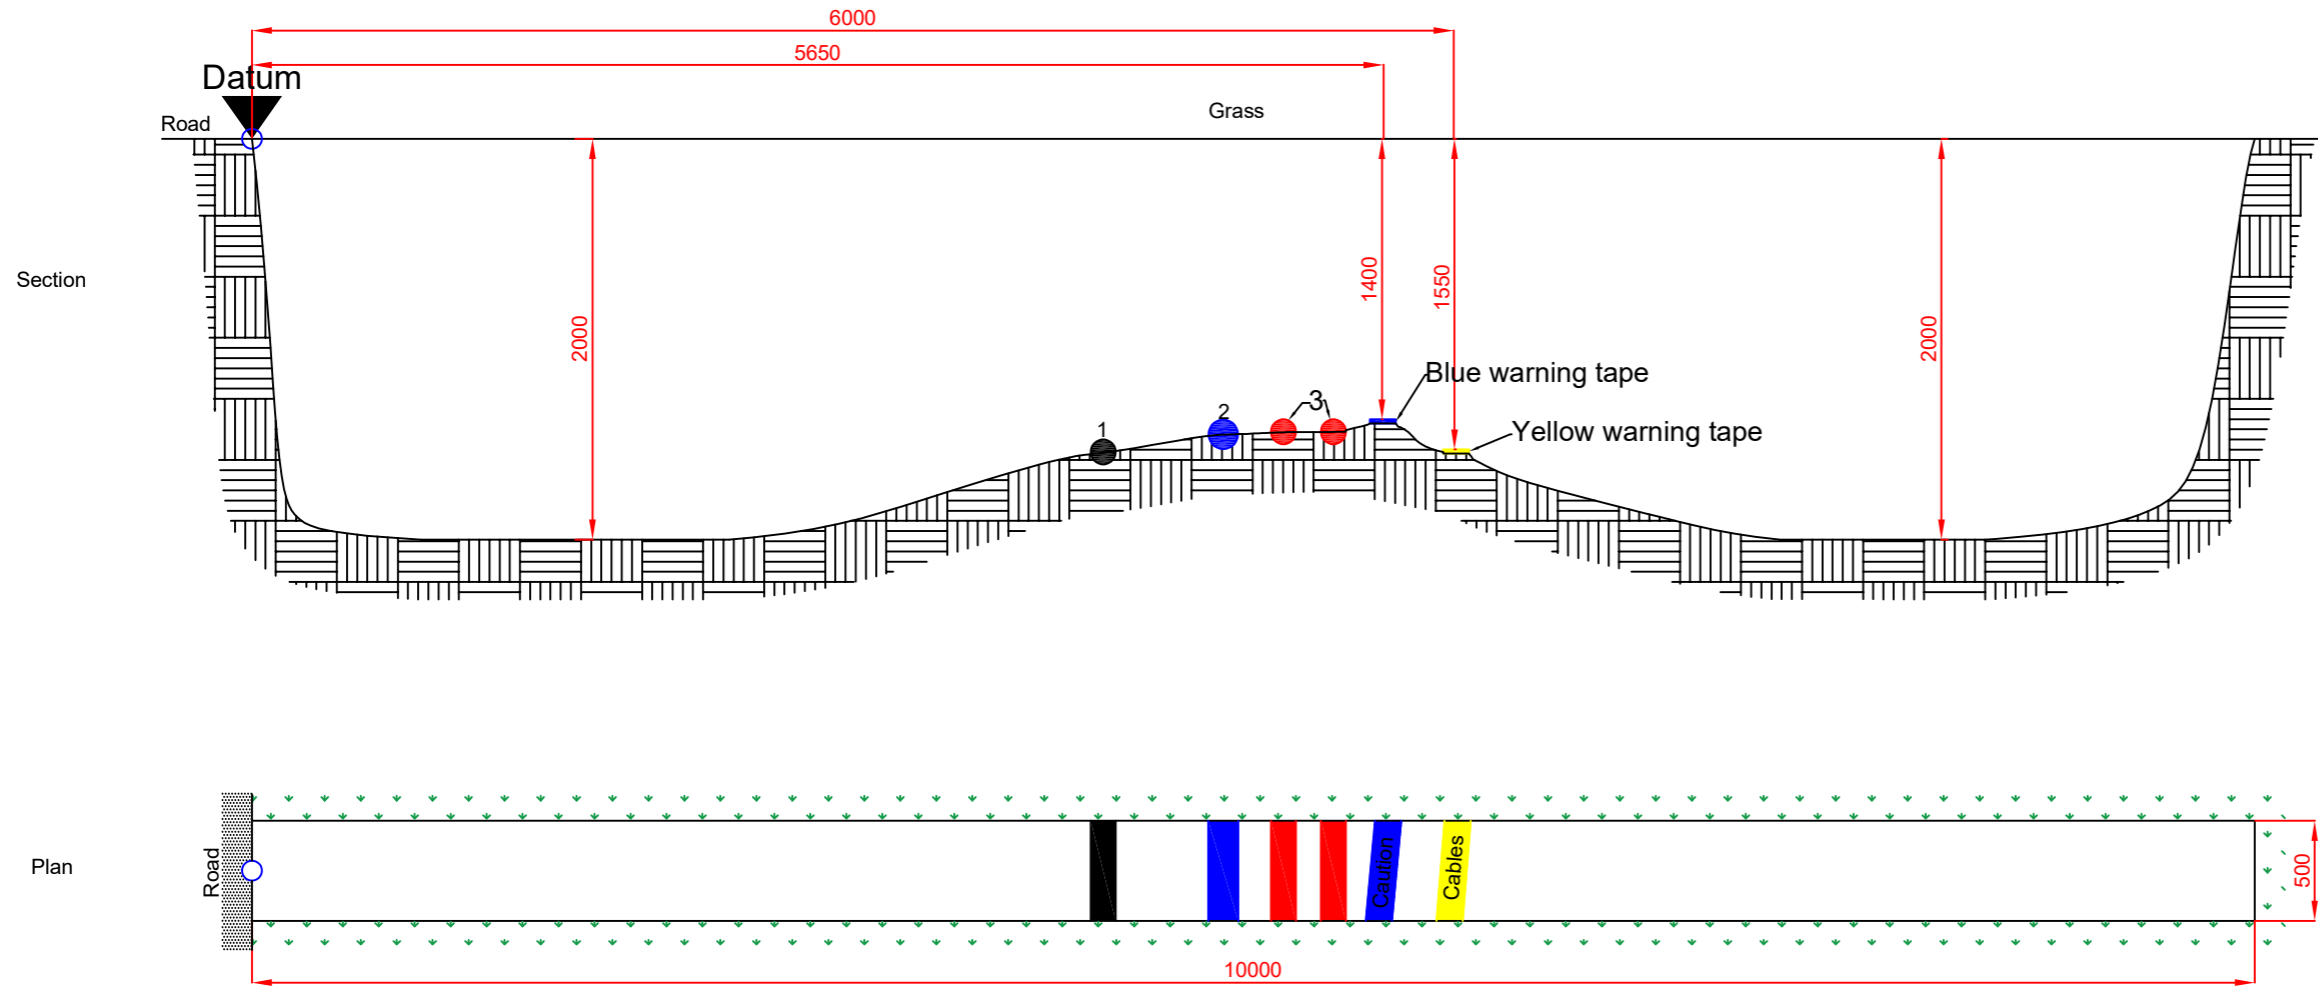 6000
5650
Datum
Grass
Road
Section
1400
1550
2000
2000
Blue warning tape
3
2
1
Yellow warning tape
Plan
Road
Caution
Cables
500
10000